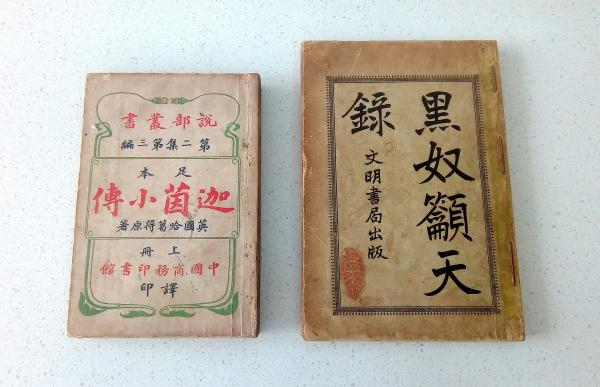 說部叢書
第二集第三編
足本
迦茵小傳
英國哈葛得原著
上冊
中國商務印書館
譯印
黑奴籲天
錄
文明書局出版